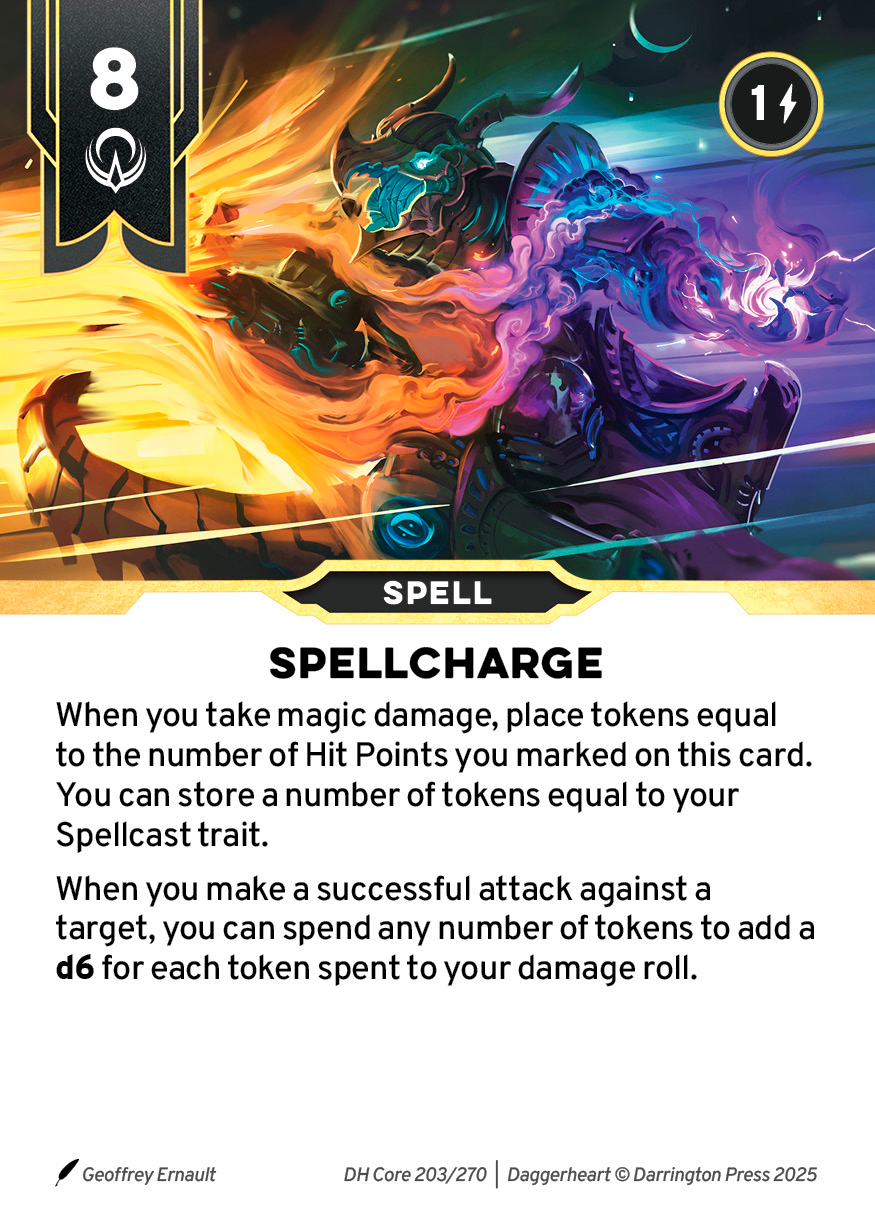 8
1
SPELL
SPELLCHARGE
When you take magic damage, place tokens equal
to the number of Hit Points you marked on this card.
You can store a number of tokens equal to your
Spellcast trait.
When you make a successful attack against a
target, you can spend any number of tokens to add a
d6 for each token spent to your damage roll.
Geoffrey Ernault
DH Core 203/270 | Daggerheart © Darrington Press 2025